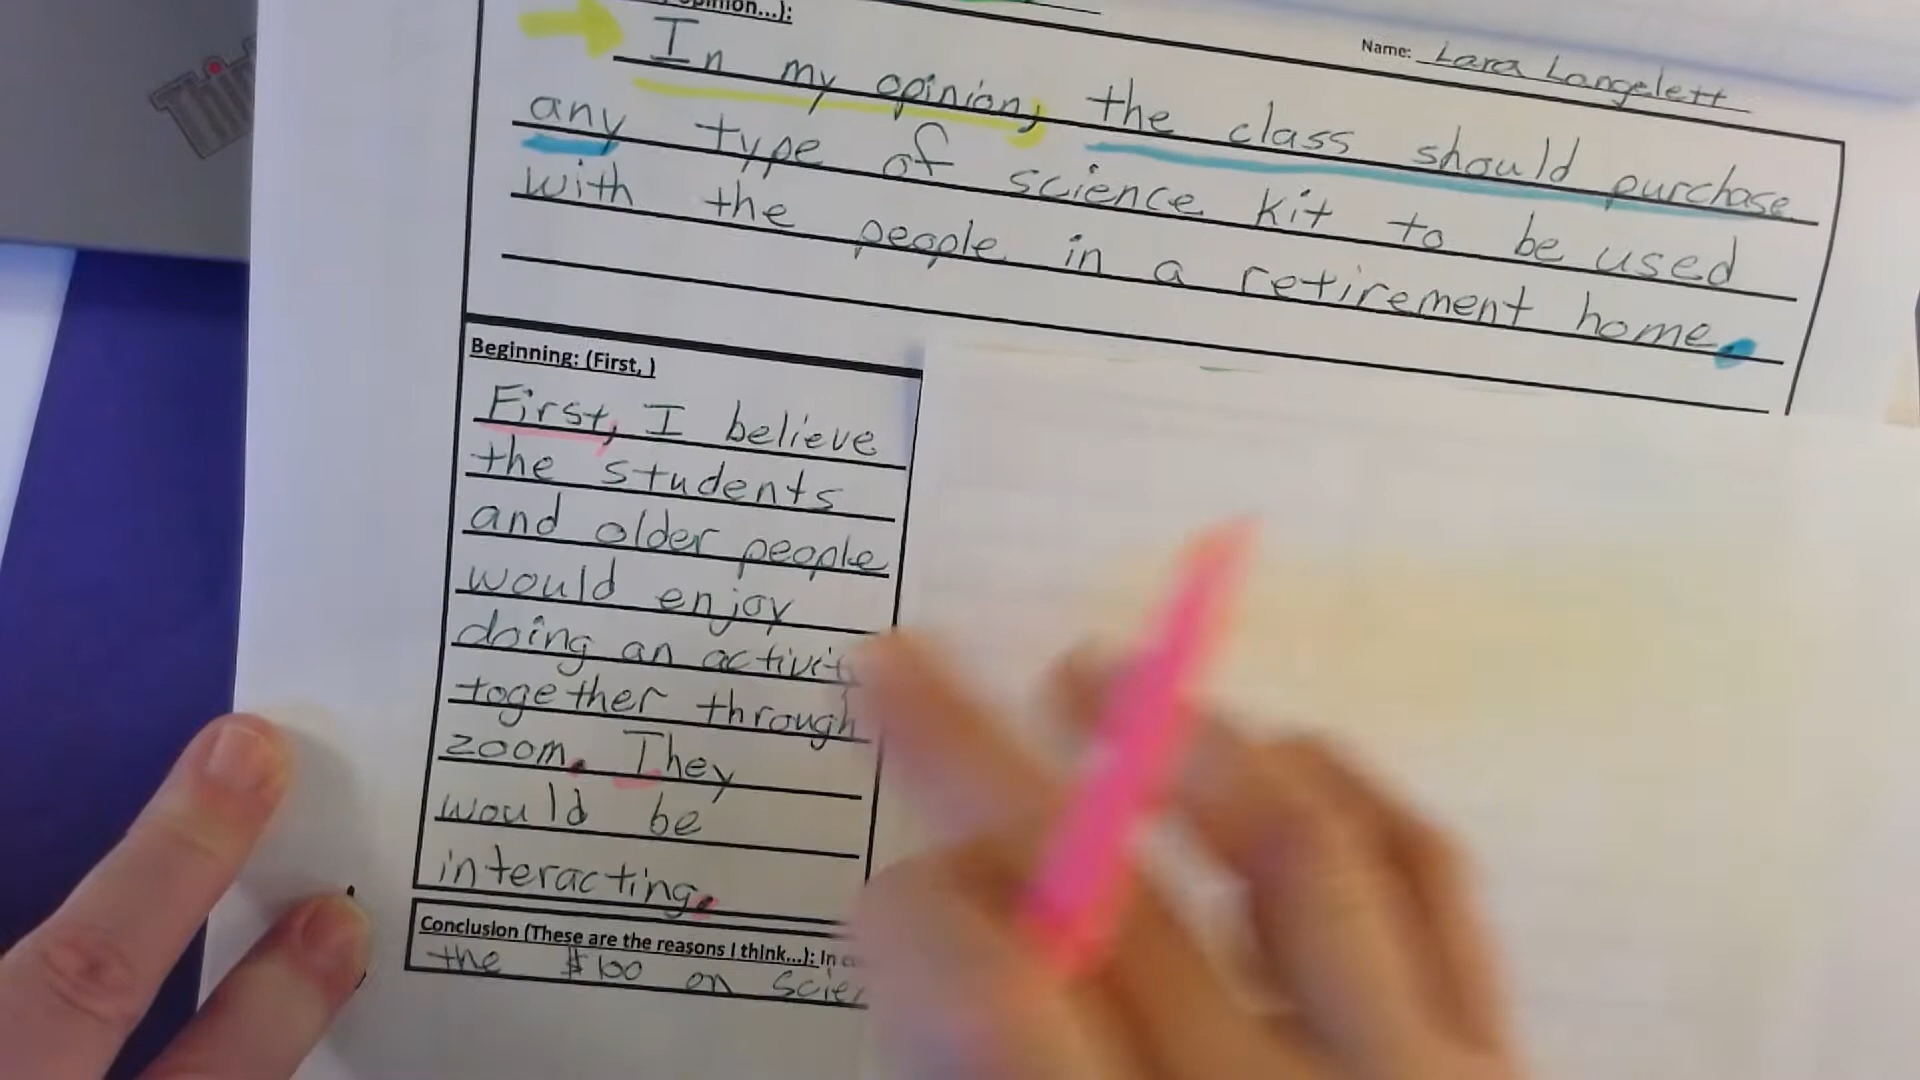 Name: Lara Langelett
In my opinion, the class should purchase
any type of science kit to be used
with the people in a retirement home.
Beginning: (First, )
First, I believe
the students
and older people
would enjoy
doing an activity
together through
zoom. They
would be
interacting.
Conclusion (These are the reasons I think...): In
the $100 on